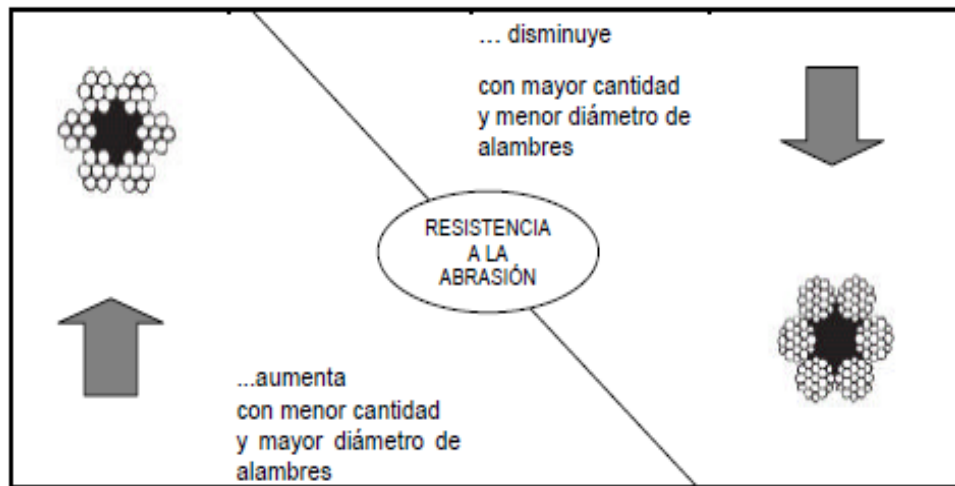 ... disminuye
con mayor cantidad
y menor diámetro de
alambres
RESISTENCIA
A LA
ABRASIÓN
...aumenta
con menor cantidad
y mayor diámetro de
alambres